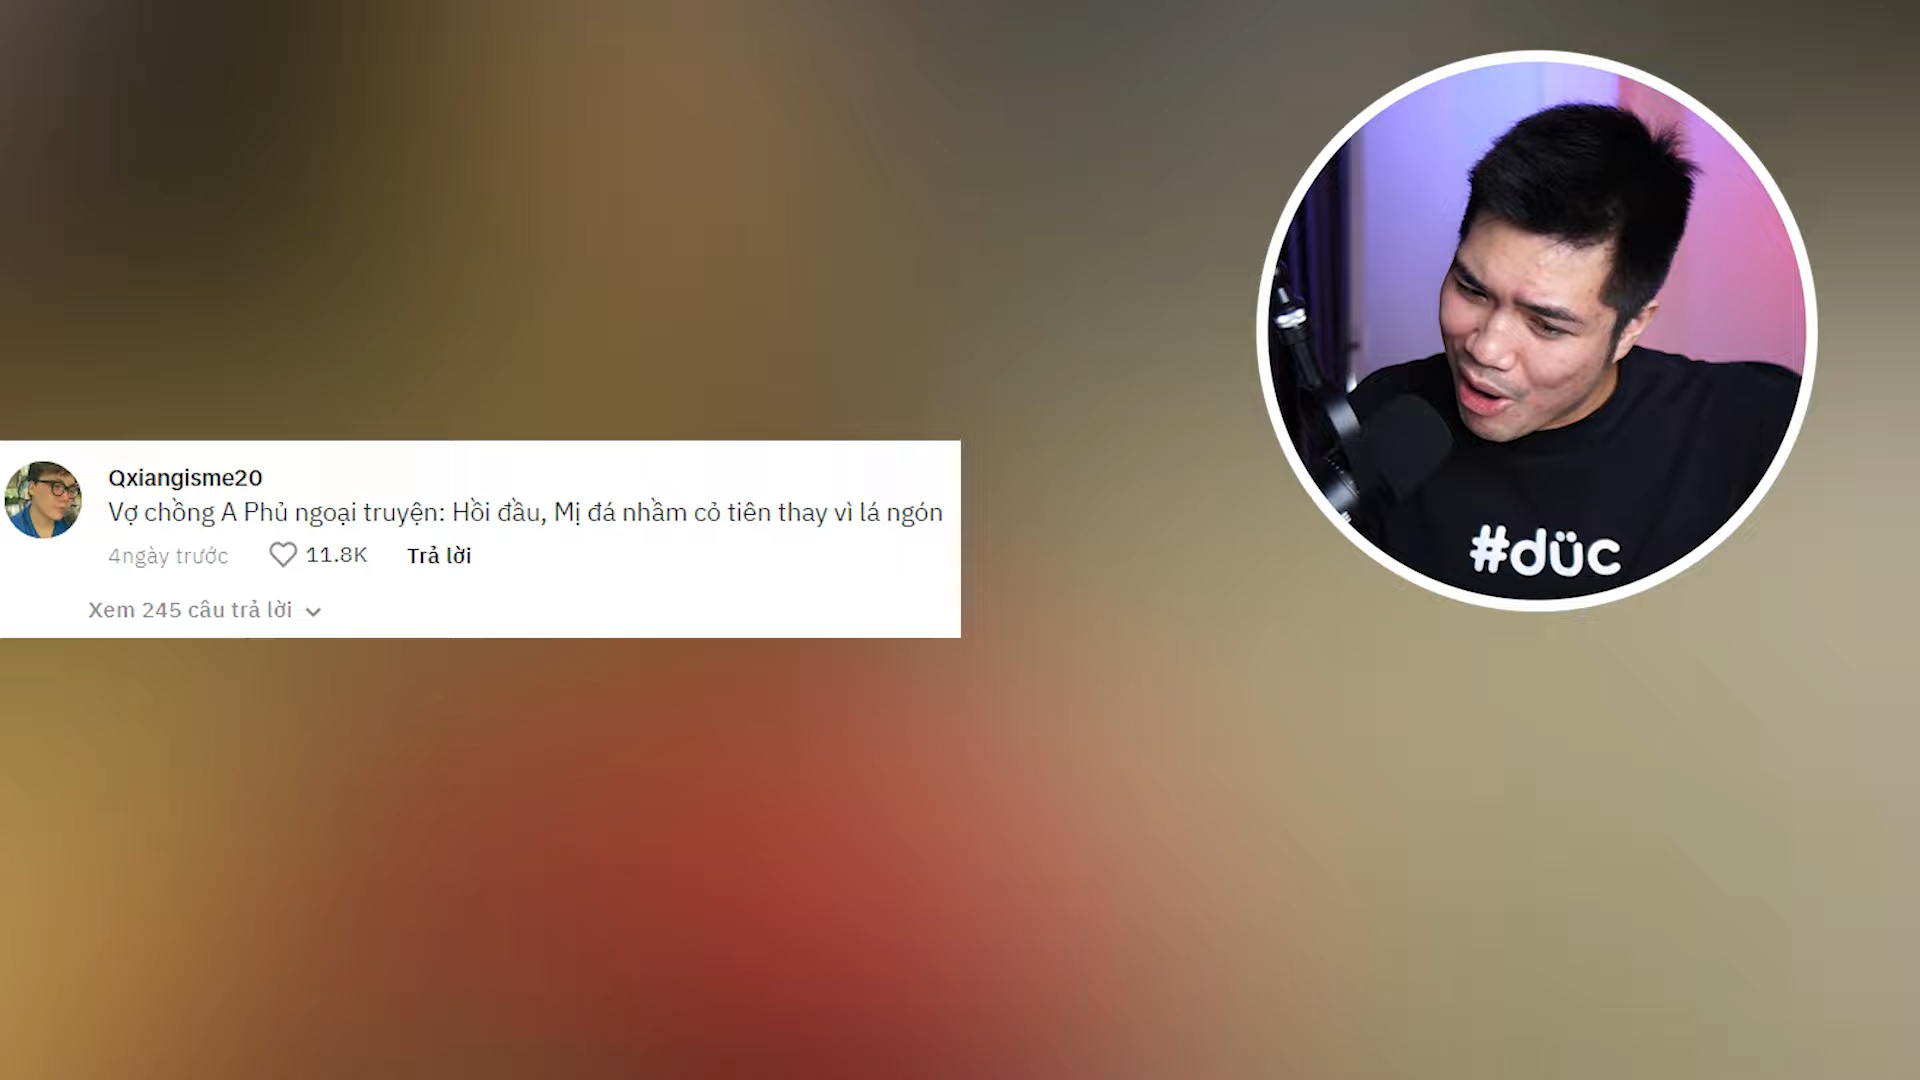 Qxiangisme20
Vợ chồng A Phủ ngoại truyện: Hồi đầu, Mị đá nhầm cỏ tiên thay vì lá ngón
4ngày trước 11.8K Trả lời
Xem 245 câu trả lời
#düc